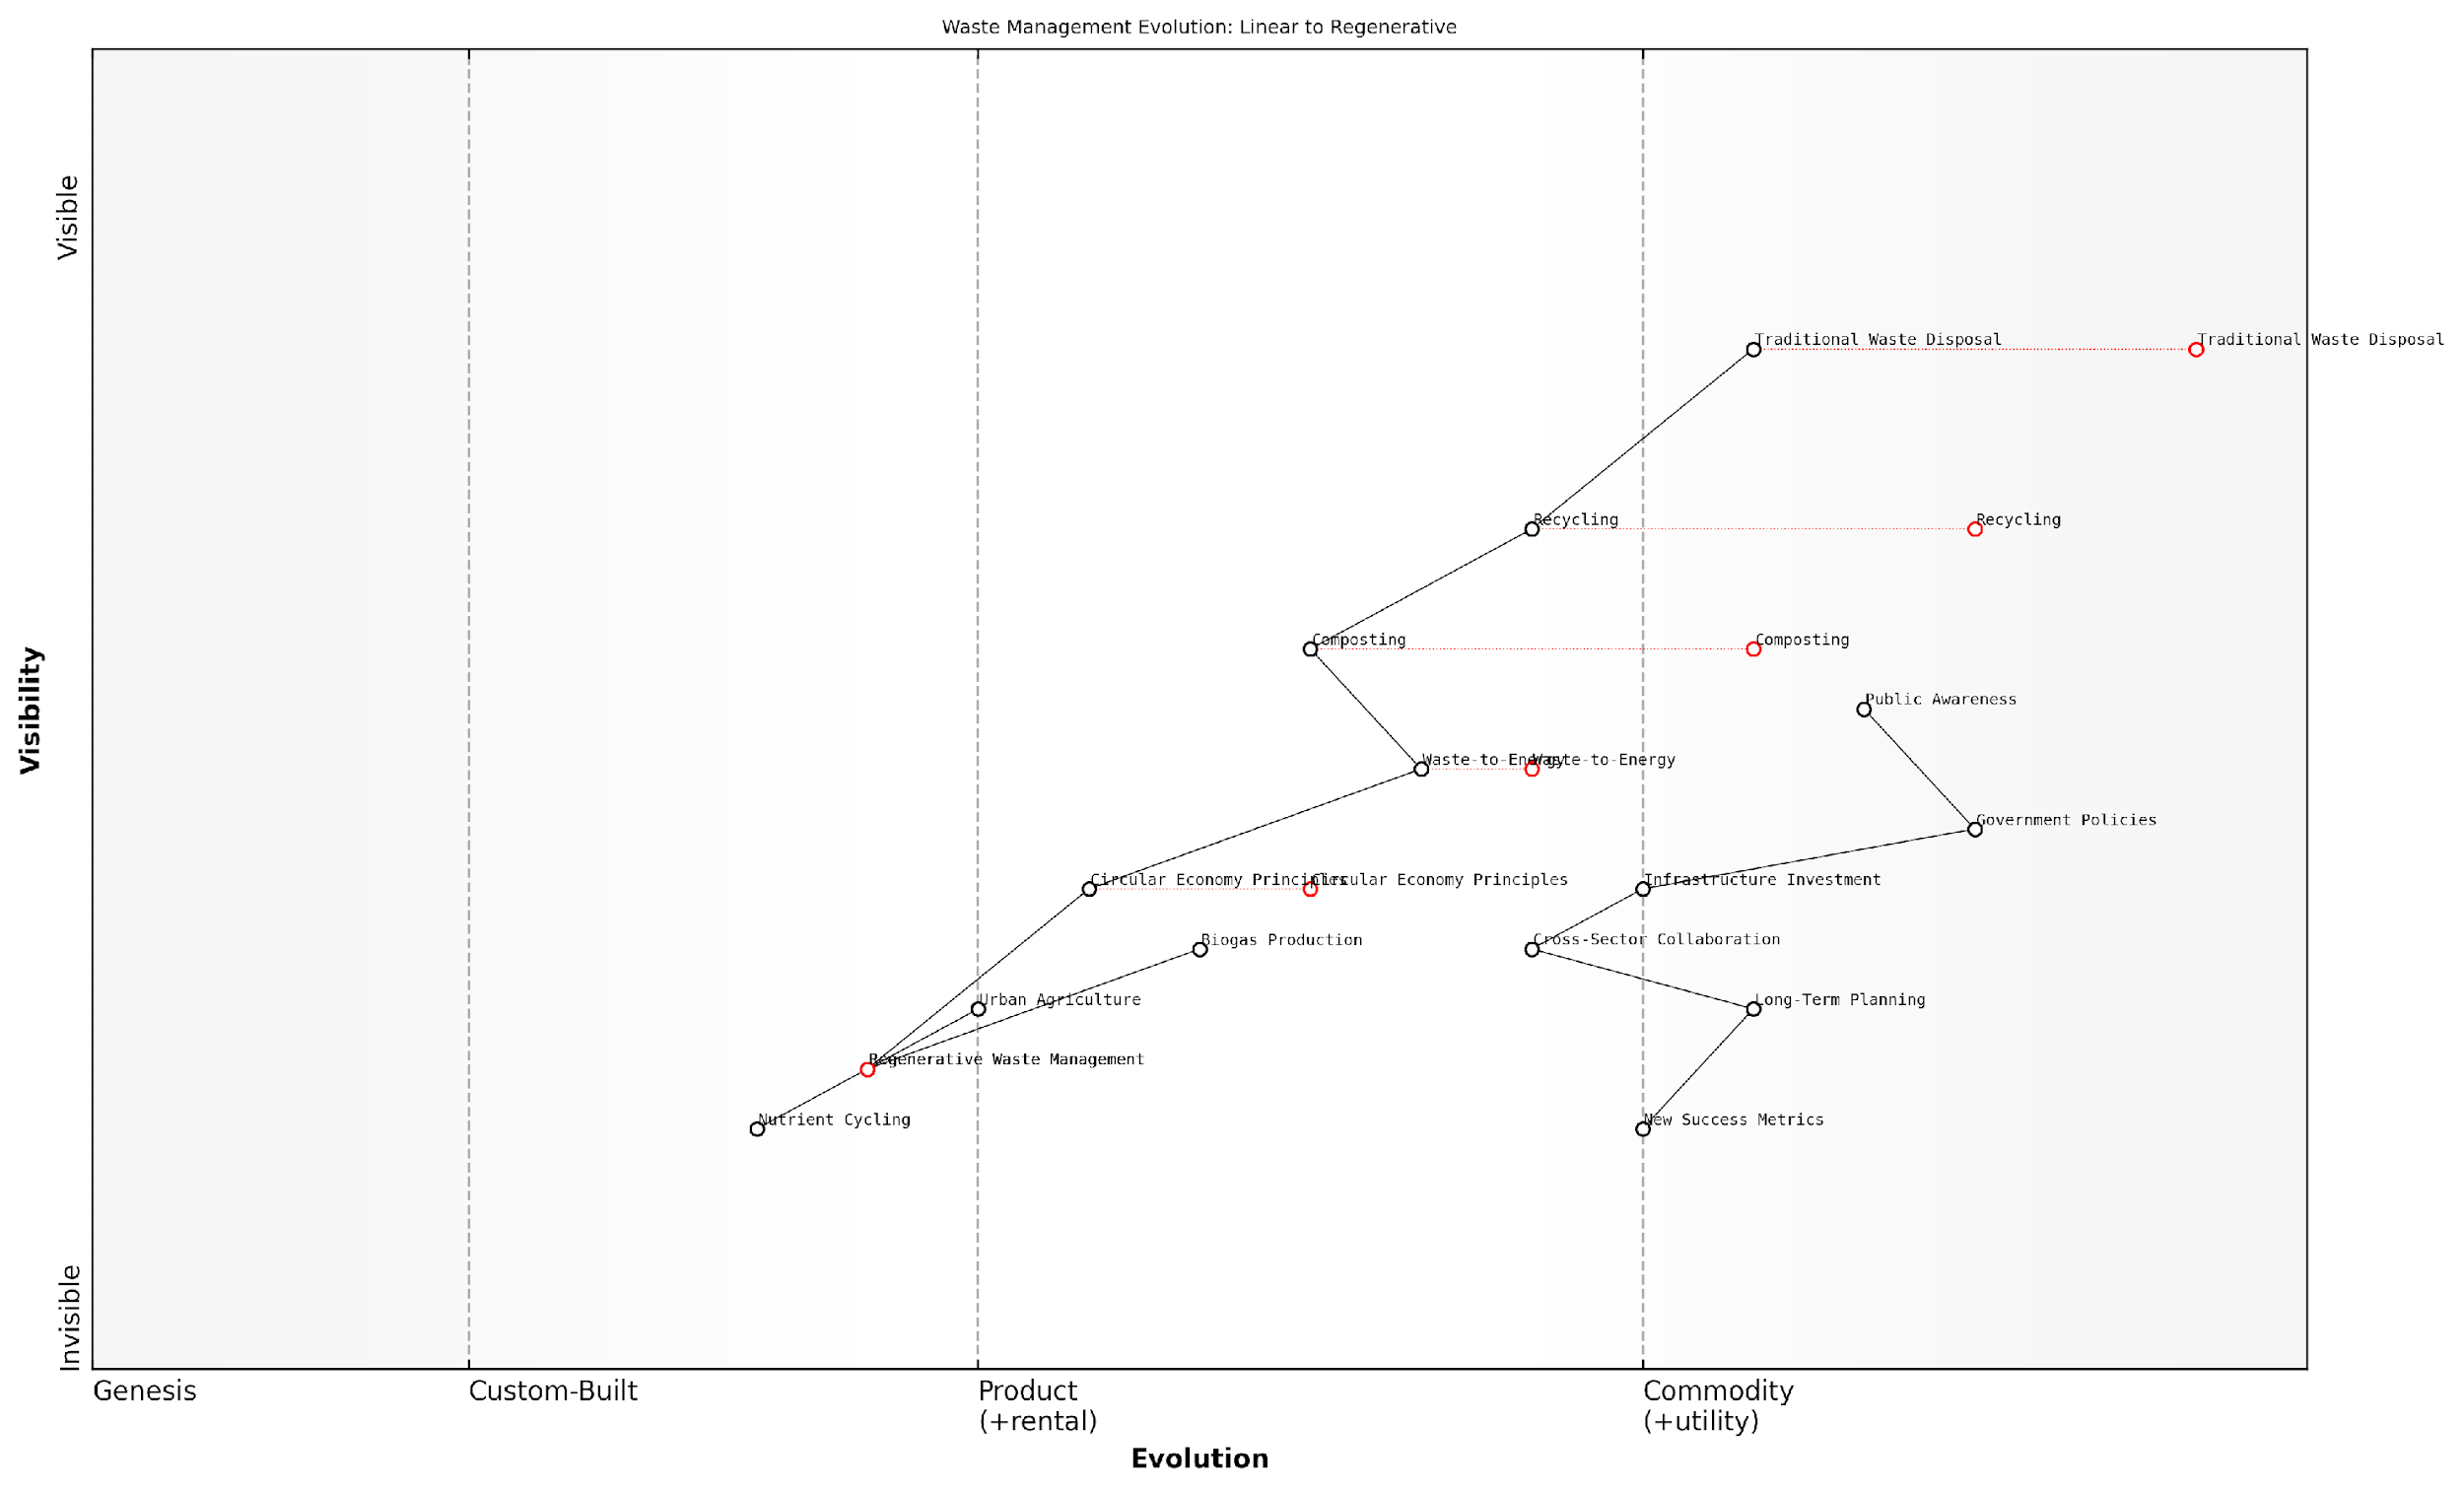 Waste Management Evolution: Linear to Regenerative
Visible
Traditional Waste Disposal
Traditional Waste Disposal
Recycling
Recycling
Composting
Composting
Visibility
Public Awareness
Waste-to-Energy
Waste-to-Energy
Government Policies
Circular Economy Principles
Circular Economy Principles
Infrastructure Investment
Biogas Production
Cross-Sector Collaboration
Urban Agriculture
Long-Term Planning
Regenerative Waste Management
Nutrient Cycling
New Success Metrics
Invisible
Genesis
Custom-Built
Product
(+rental)
Commodity
(+utility)
Evolution